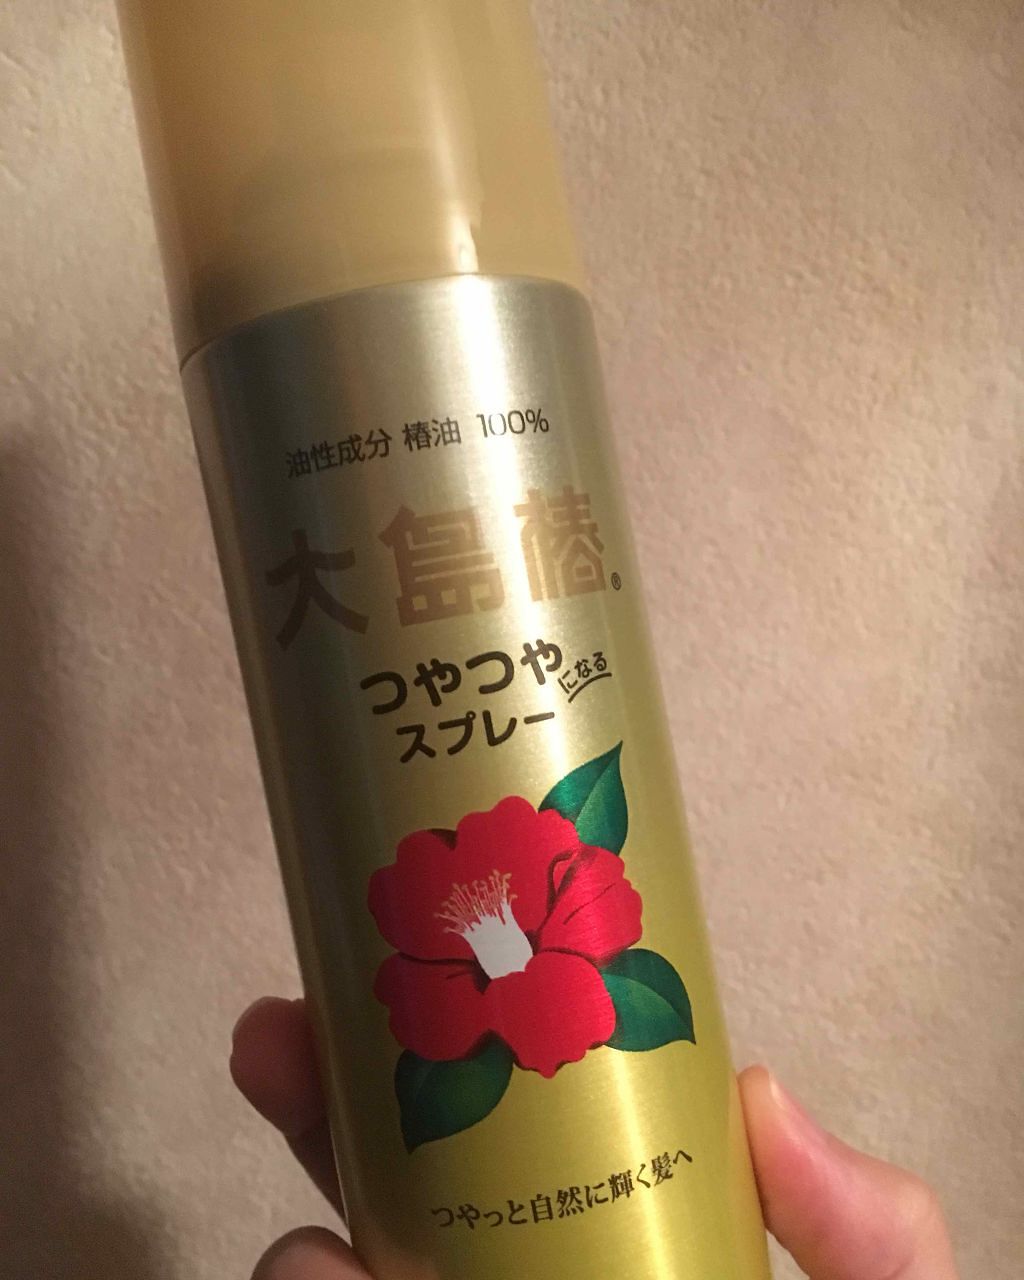 油性成分 椿油 100%
大島椿®
つやつやになる
スプレー
つやっと自然に輝く髪へ